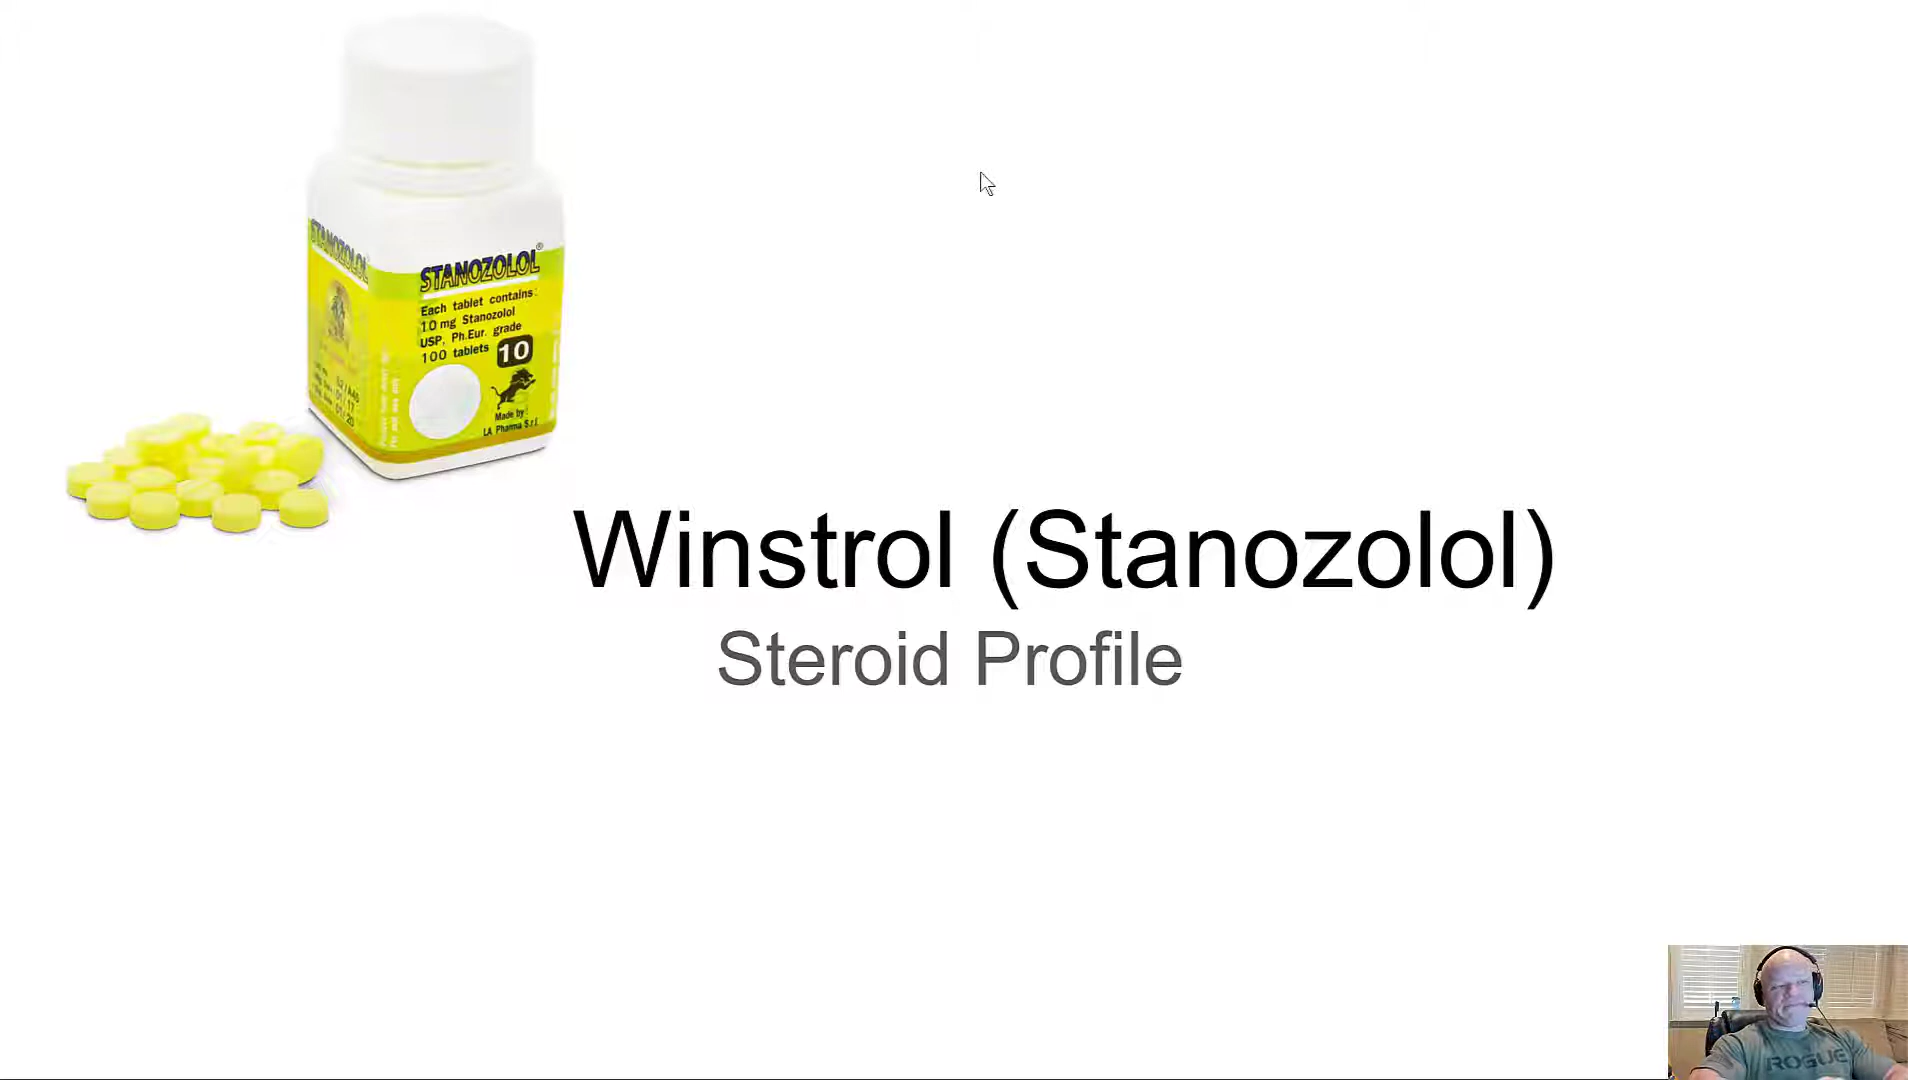 STANOZOLOL
STANOZOLOL®
Each tablet contains:
10 mg Stanozolol
USP, Ph.Eur. grade
100 tablets 10
Made by:
LA Pharma S.r.l.
Winstrol (Stanozolol)
Steroid Profile
ROGUE